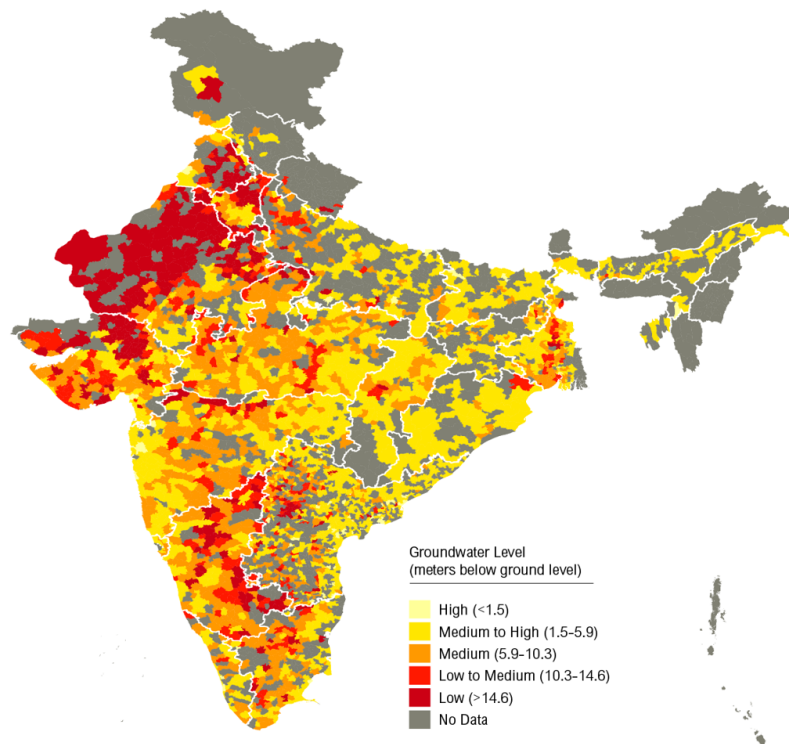 Groundwater Level
(meters below ground level)
High (<1.5)
Medium to High (1.5–5.9)
Medium (5.9–10.3)
Low to Medium (10.3–14.6)
Low (>14.6)
No Data